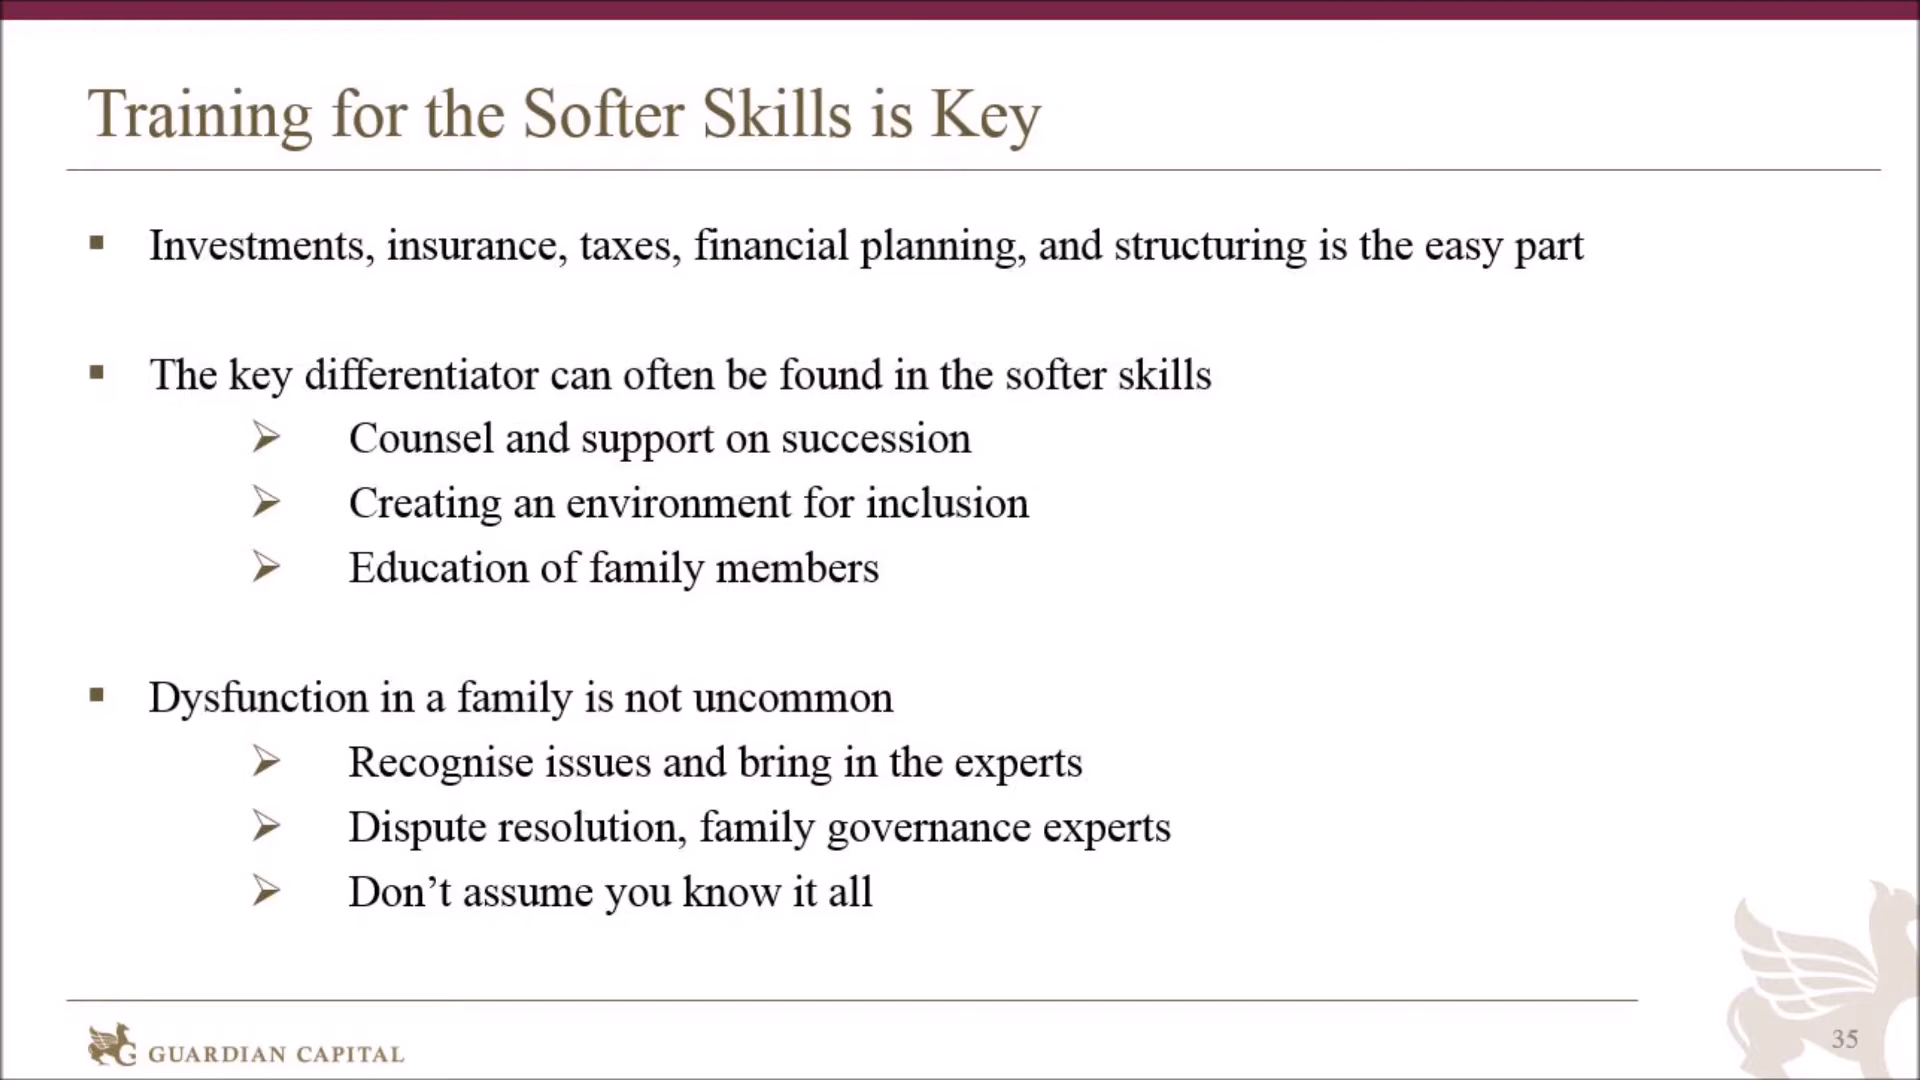 Training for the Softer Skills is Key
Investments, insurance, taxes, financial planning, and structuring is the easy part
The key differentiator can often be found in the softer skills
Counsel and support on succession
Creating an environment for inclusion
Education of family members
Dysfunction in a family is not uncommon
Recognise issues and bring in the experts
Dispute resolution, family governance experts
Don’t assume you know it all
GUARDIAN CAPITAL
35